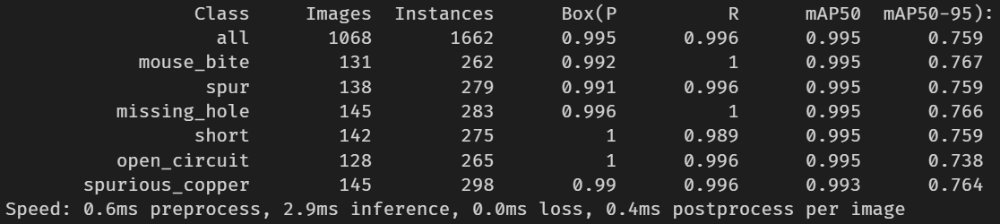 Class Images Instances Box(P R mAP50 mAP50-95):
all 1068 1662 0.995 0.996 0.995 0.759
mouse_bite 131 262 0.992 1 0.995 0.767
spur 138 279 0.991 0.996 0.995 0.759
missing_hole 145 283 0.996 1 0.995 0.766
short 142 275 1 0.989 0.995 0.759
open_circuit 128 265 1 0.996 0.995 0.738
spurious_copper 145 298 0.99 0.996 0.993 0.764
Speed: 0.6ms preprocess, 2.9ms inference, 0.0ms loss, 0.4ms postprocess per image